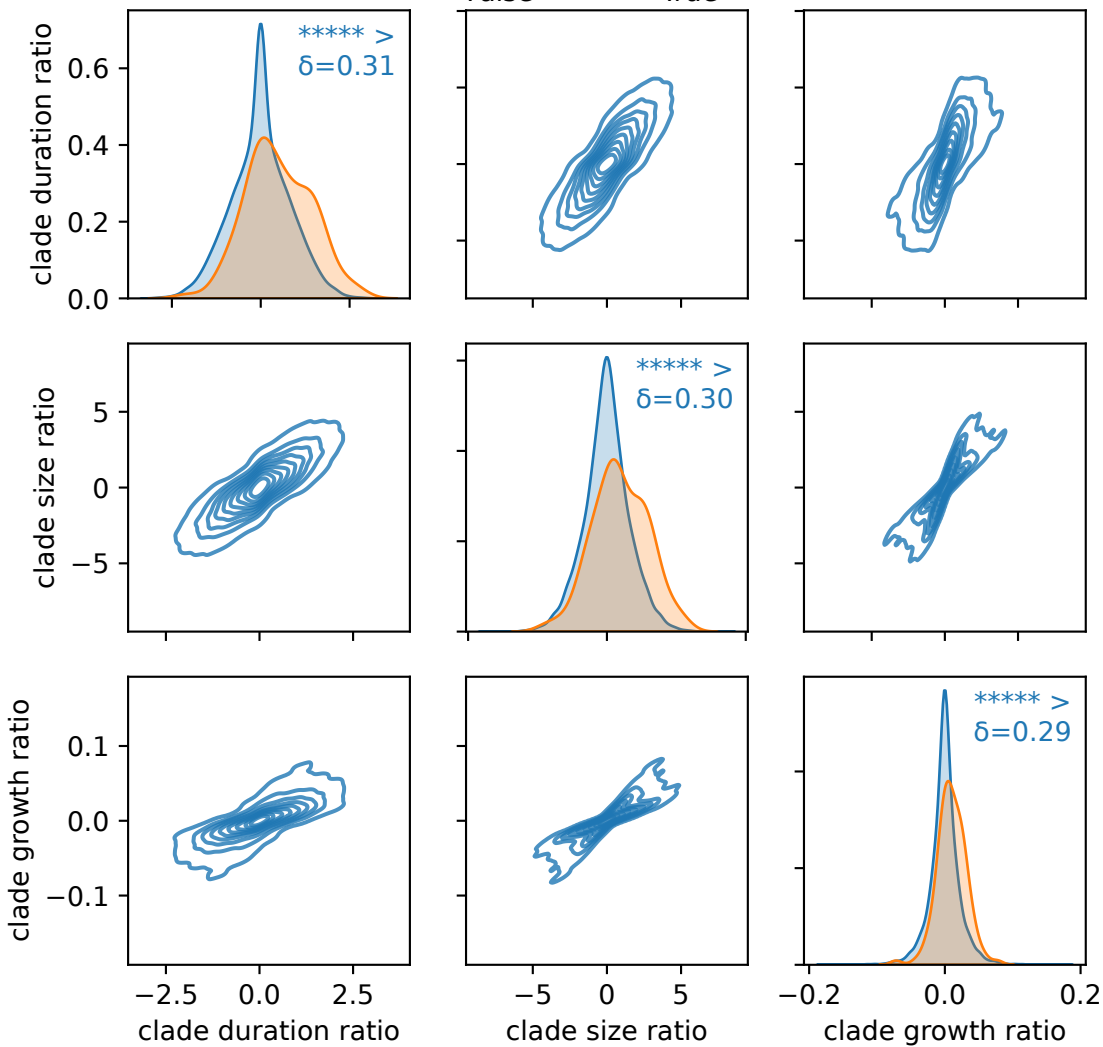 ***** >
δ=0.31
clade duration ratio
0.6
0.4
0.2
0.0
***** >
δ=0.30
clade size ratio
5
0
−5
***** >
δ=0.29
clade growth ratio
0.1
0.0
−0.1
−2.5 0.0 2.5 −5 0 5 −0.2 0.0 0.2
clade duration ratio clade size ratio clade growth ratio